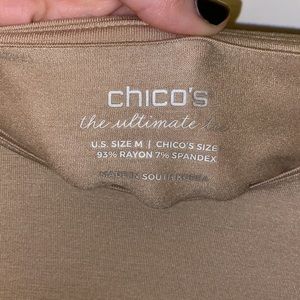 chico's
the ultimate
U.S. SIZE M | CHICO'S SIZE
93% RAYON 7% SPANDEX
MADE IN SOUTH KOREA